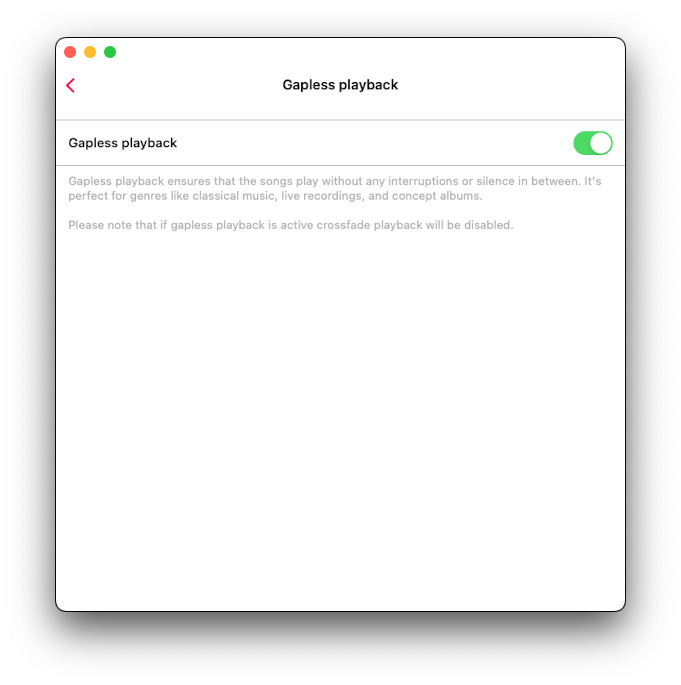 Gapless playback
Gapless playback
Gapless playback ensures that the songs play without any interruptions or silence in between. It's
perfect for genres like classical music, live recordings, and concept albums.
Please note that if gapless playback is active crossfade playback will be disabled.